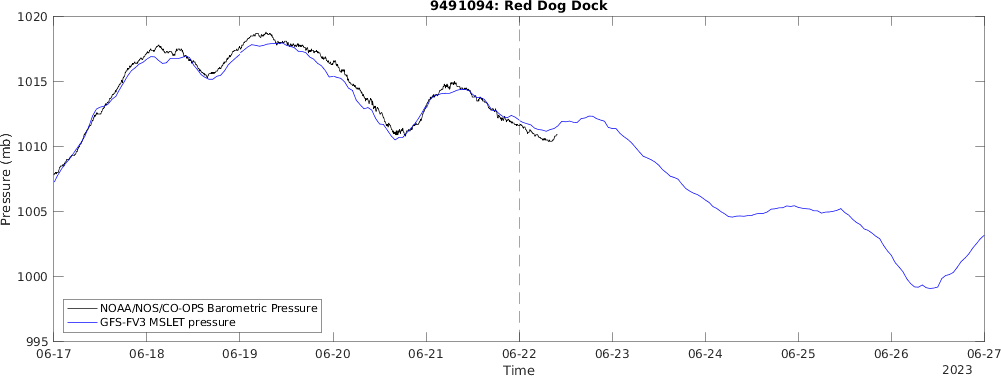 9491094: Red Dog Dock
1020
1015
1010
1005
1000
995
Pressure (mb)
NOAA/NOS/CO-OPS Barometric Pressure
GFS-FV3 MSLET pressure
06-17 06-18 06-19 06-20 06-21 06-22 06-23 06-24 06-25 06-26 06-27
Time
2023